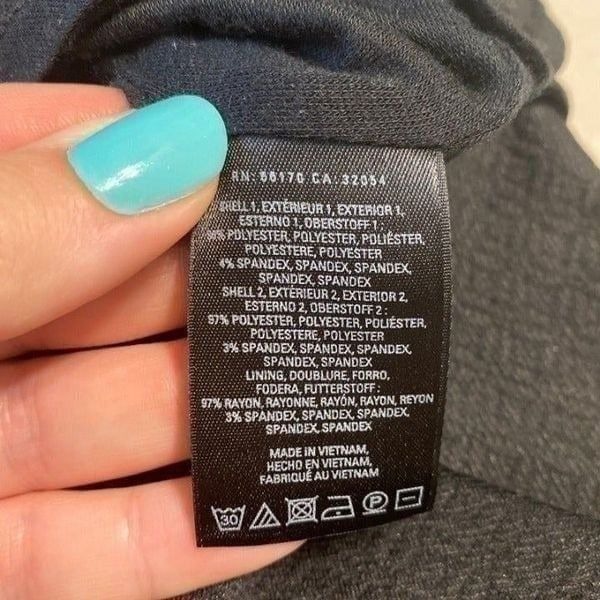 RN: 66170 CA. 32054
SHELL 1, EXTÉRIEUR 1, EXTERIOR 1,
ESTERNO 1, OBERSTOFF 1 :
POLYESTER, POLYESTER, POLIÉSTER,
POLYESTERE, POLYESTER
4% SPANDEX, SPANDEX, SPANDEX,
SPANDEX, SPANDEX
SHELL 2, EXTÉRIEUR 2, EXTERIOR 2,
ESTERNO 2, OBERSTOFF 2 :
97% POLYESTER, POLYESTER, POLIÉSTER,
POLYESTERE, POLYESTER
3% SPANDEX, SPANDEX, SPANDEX,
SPANDEX, SPANDEX
LINING, DOUBLURE, FORRO,
FODERA, FUTTERSTOFF :
97% RAYON, RAYONNE, RAYÓN, RAYON, REYON
3% SPANDEX, SPANDEX, SPANDEX,
SPANDEX, SPANDEX
MADE IN VIETNAM,
HECHO EN VIETNAM,
FABRIQUÉ AU VIETNAM
30 P